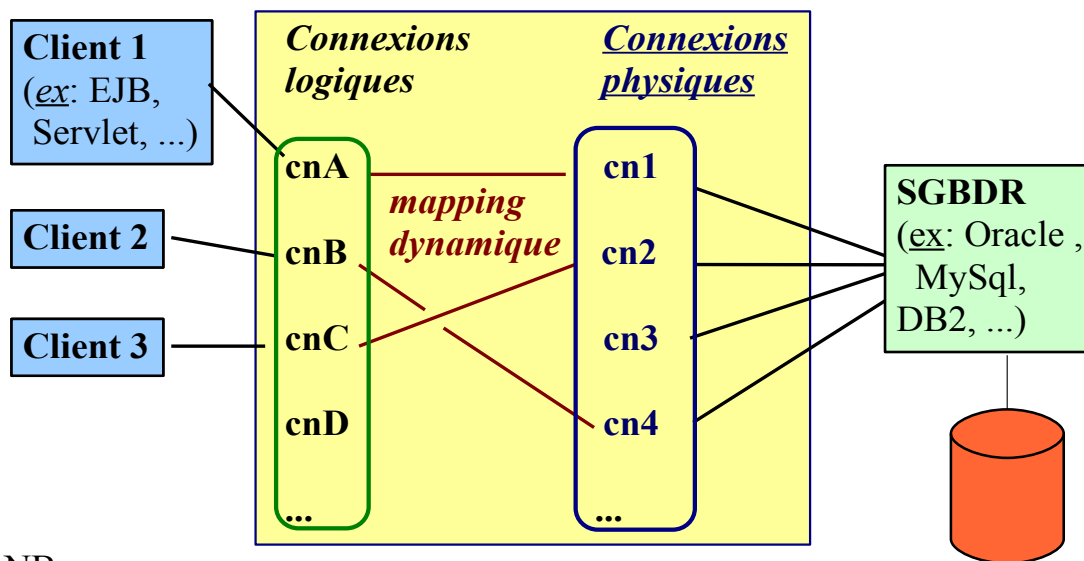 Client 1
(ex: EJB,
Servlet, ...)
Client 2
Client 3
Connexions
logiques
cnA
cnB
cnC
cnD
...
mapping
dynamique
Connexions
physiques
cn1
cn2
cn3
cn4
...
SGBDR
(ex: Oracle ,
MySql,
DB2, ...)
NB